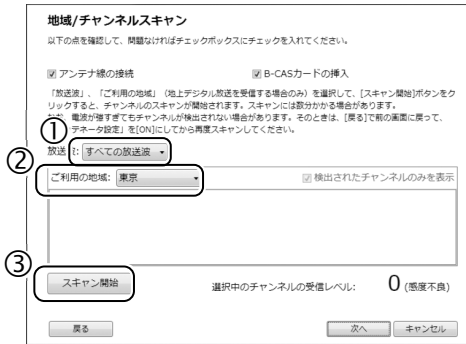 地域/チャンネルスキャン
以下の点を確認して、問題なければチェックボックスにチェックを入れてください。
アンテナ線の接続 B-CASカードの挿入
「放送波」、「ご利用の地域」（地上デジタル放送を受信する場合のみ）を選択して、[スキャン開始]ボタンをク
リックすると、チャンネルのスキャンが開始されます。スキャンには数分かかる場合があります。
電波が強すぎてもチャンネルが検出されない場合があります。そのときは、[戻る]で前の画面に戻って、
テネータ設定」を[ON]にしてから再度スキャンしてください。
①
放送 : すべての放送波
②
ご利用の地域: 東京 検出されたチャンネルのみを表示
③
スキャン開始 選択中のチャンネルの受信レベル: 0 (感度不良)
戻る 次へ キャンセル